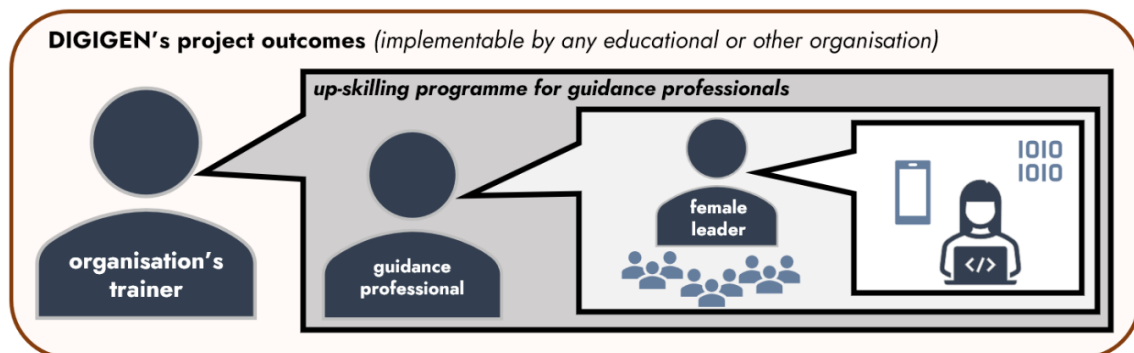 DIGIGEN's project outcomes (implementable by any educational or other organisation)
up-skilling programme for guidance professionals
organisation's
trainer
guidance
professional
female
leader
1010
1010
</>